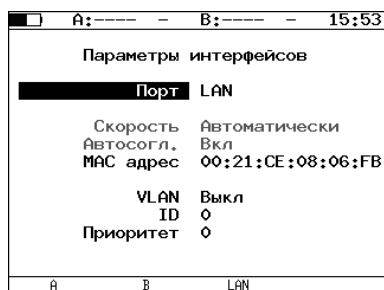 A:---- – B:---- – 15:53
Параметры интерфейсов
Порт LAN
Скорость Автоматически
Автосогл. Вкл
MAC адрес 00:21:CE:08:06:FB
VLAN Выкл
ID 0
Приоритет 0
A B LAN